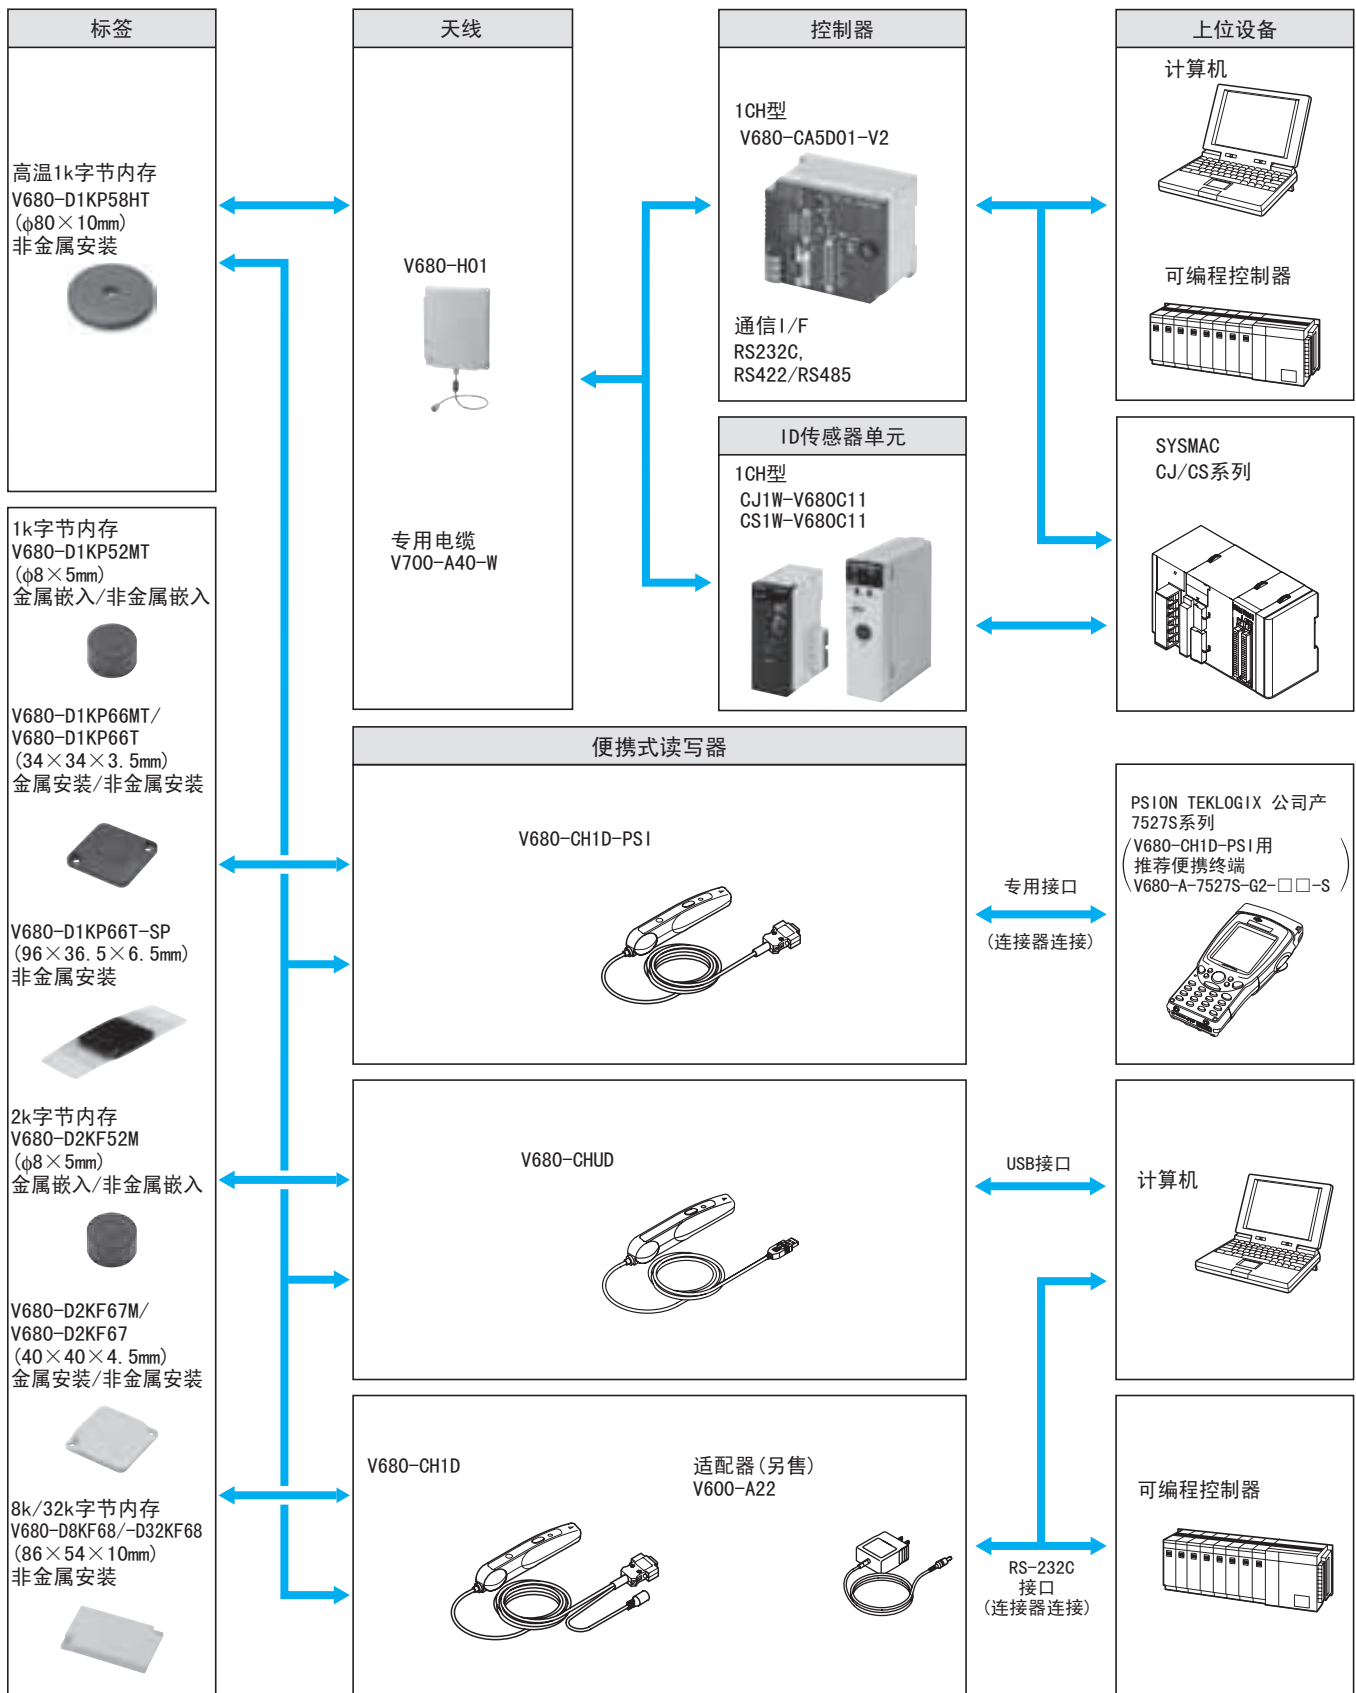 标签
高温1k字节内存
V680-D1KP58HT
(φ80×10mm)
非金属安装
1k字节内存
V680-D1KP52MT
(φ8×5mm)
金属嵌入/非金属嵌入
V680-D1KP66MT/
V680-D1KP66T
(34×34×3.5mm)
金属安装/非金属安装
V680-D1KP66T-SP
(96×36.5×6.5mm)
非金属安装
2k字节内存
V680-D2KF52M
(φ8×5mm)
金属嵌入/非金属嵌入
V680-D2KF67M/
V680-D2KF67
(40×40×4.5mm)
金属安装/非金属安装
8k/32k字节内存
V680-D8KF68/-D32KF68
(86×54×10mm)
非金属安装
天线
V680-H01
专用电缆
V700-A40-W
控制器
1CH型
V680-CA5D01-V2
通信I/F
RS232C,
RS422/RS485
ID传感器单元
1CH型
CJ1W-V680C11
CS1W-V680C11
上位设备
计算机
可编程控制器
SYSMAC
CJ/CS系列
便携式读写器
V680-CH1D-PSI
专用接口
(连接器连接)
PSION TEKLOGIX 公司产
7527S系列
(V680-CH1D-PSI用
推荐便携终端
V680-A-7527S-G2-□□-S)
V680-CHUD
USB接口
计算机
V680-CH1D
适配器(另售)
V600-A22
RS-232C
接口
(连接器连接)
可编程控制器